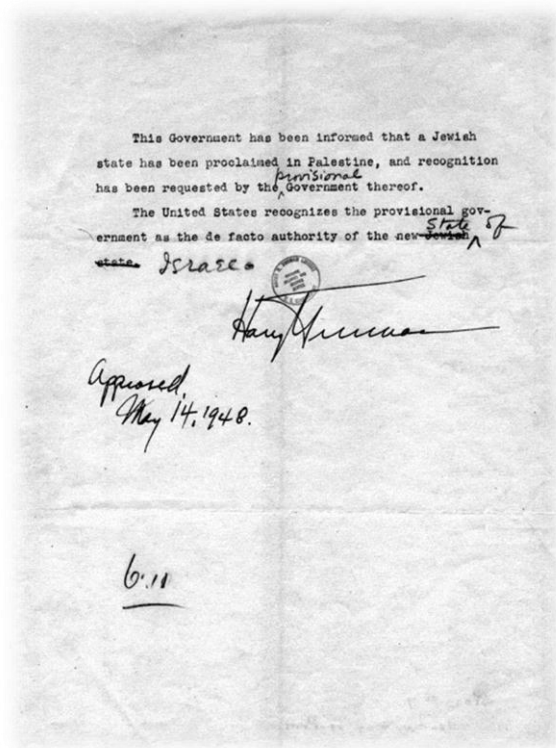 This Government has been informed that a Jewish
state has been proclaimed in Palestine, and recognition
provisional
has been requested by the Government thereof.
The United States recognizes the provisional gov-
State of
ernment as the de facto authority of the new Jewish
state. Israel.
Harry Truman
Approved,
May 14, 1948.
6.11